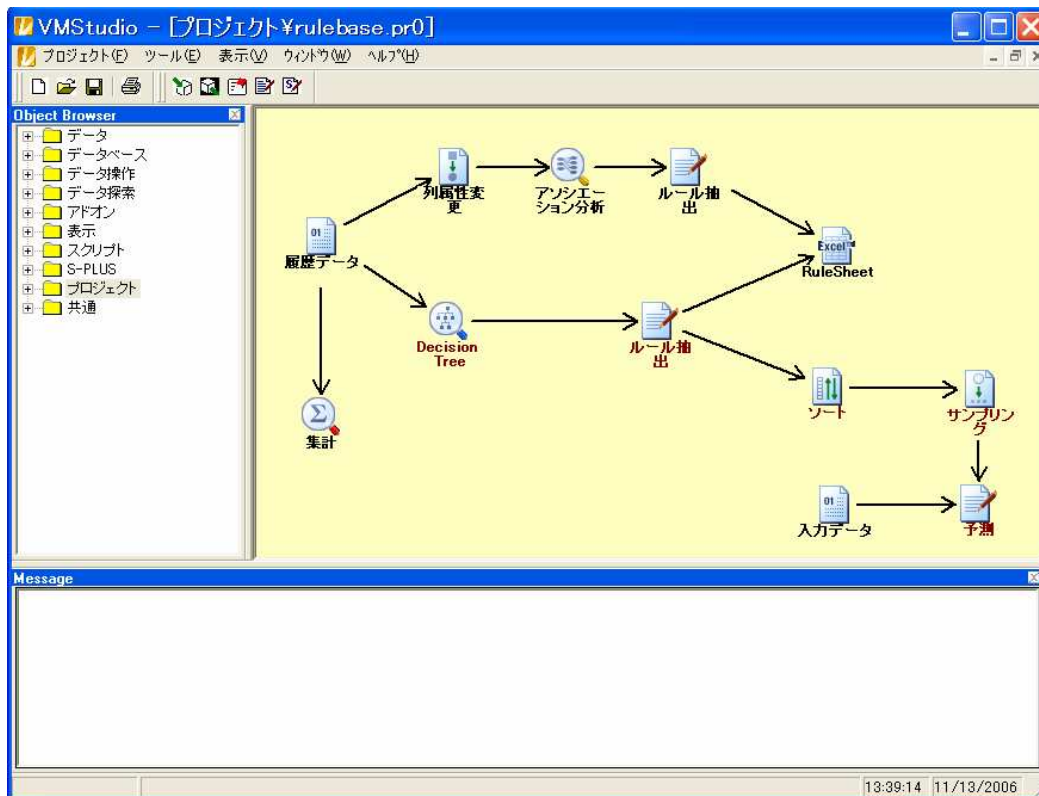 VMStudio - [プロジェクト¥rulebase.pr0]
プロジェクト(F) ツール(E) 表示(V) ウィンドウ(W) ヘルプ(H)
Object Browser
データ
データベース
データ操作
データ探索
アドオン
表示
スクリプト
S-PLUS
プロジェクト
共通
列属性変
更
アソシエー
ション分析
ルール抽
出
履歴データ
Excel
RuleSheet
Decision
Tree
ルール抽
出
ソート
サンプリン
グ
集計
入力データ
予測
Message
13:39:14 11/13/2006